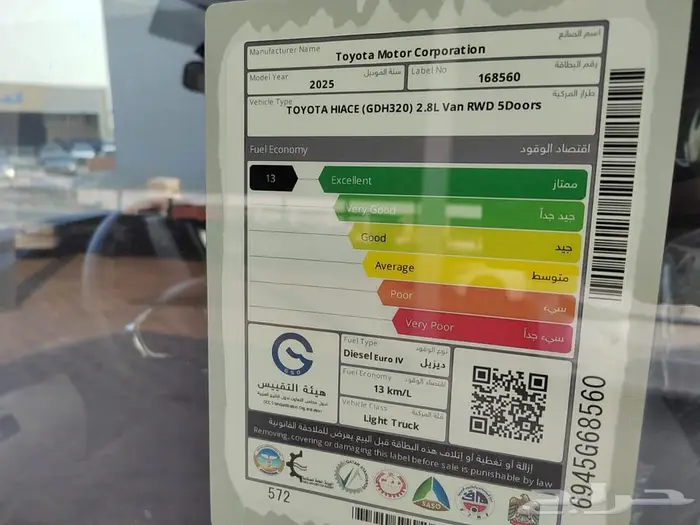 Manufacturer Name Toyota Motor Corporation اسم الصانع
Model Year 2025 سنة الموديل Label No 168560 رقم البطاقة
Vehicle Type TOYOTA HIACE (GDH320) 2.8L Van RWD 5Doors طراز المركبة
Fuel Economy اقتصاد الوقود
13 Excellent ممتاز
Very Good جيد جداً
Good جيد
Average متوسط
Poor سيء
Very Poor سيء جداً
GSO
هيئة التقييس
Fuel Type نوع الوقود
Diesel Euro IV ديزيل
Fuel Economy اقتصاد الوقود
13 km/L
Vehicle Class فئة المركبة
Light Truck
إزالة أو تغطية أو إتلاف هذه البطاقة قبل البيع يعرض للملاحقة القانونية
Removing, covering or damaging this label before sale is punishable by law
SASO
572
6945G68560
حراج